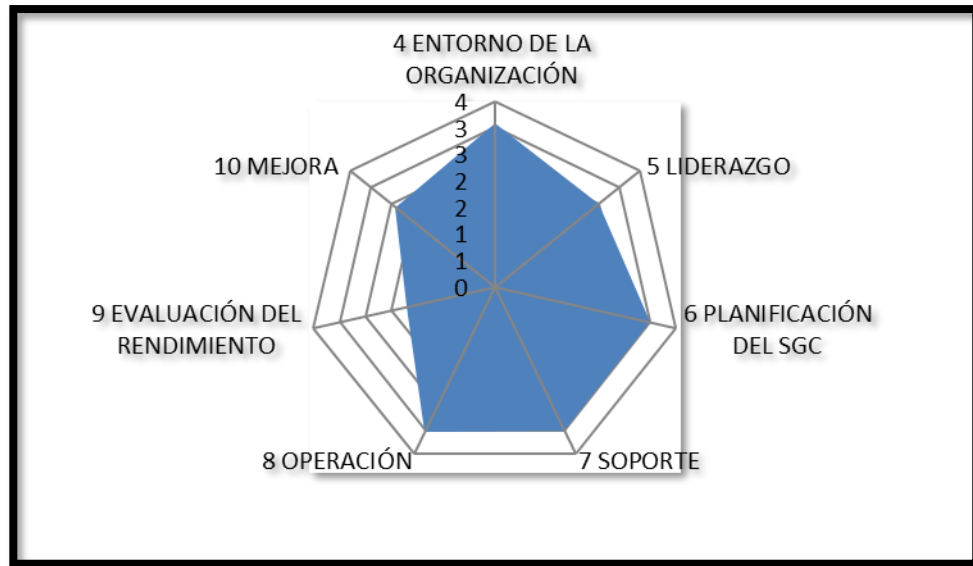 4 ENTORNO DE LA
ORGANIZACIÓN
4
3
3
2
2
1
1
0
5 LIDERAZGO
6 PLANIFICACIÓN
DEL SGC
7 SOPORTE
8 OPERACIÓN
9 EVALUACIÓN DEL
RENDIMIENTO
10 MEJORA